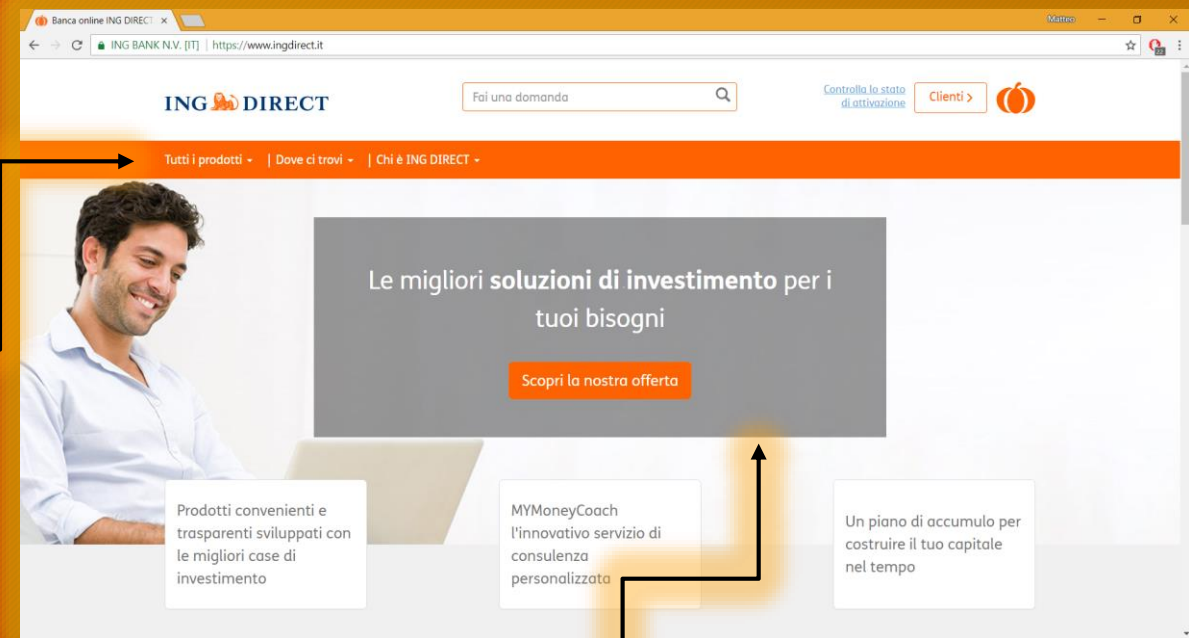 Banca online ING DIRECT
Matteo
ING BANK N.V. [IT] | https://www.ingdirect.it
22
ING DIRECT
Fai una domanda
Controlla lo stato
di attivazione
Clienti >
Tutti i prodotti | Dove ci trovi | Chi è ING DIRECT
Le migliori soluzioni di investimento per i
tuoi bisogni
Scopri la nostra offerta
Prodotti convenienti e
trasparenti sviluppati con
le migliori case di
investimento
MYMoneyCoach
l'innovativo servizio di
consulenza
personalizzata
Un piano di accumulo per
costruire il tuo capitale
nel tempo